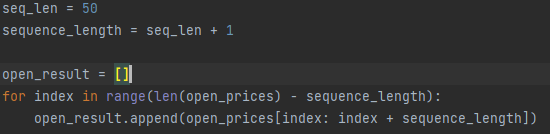 seq_len = 50
sequence_length = seq_len + 1
open_result = []
for index in range(len(open_prices) - sequence_length):
    open_result.append(open_prices[index: index + sequence_length])